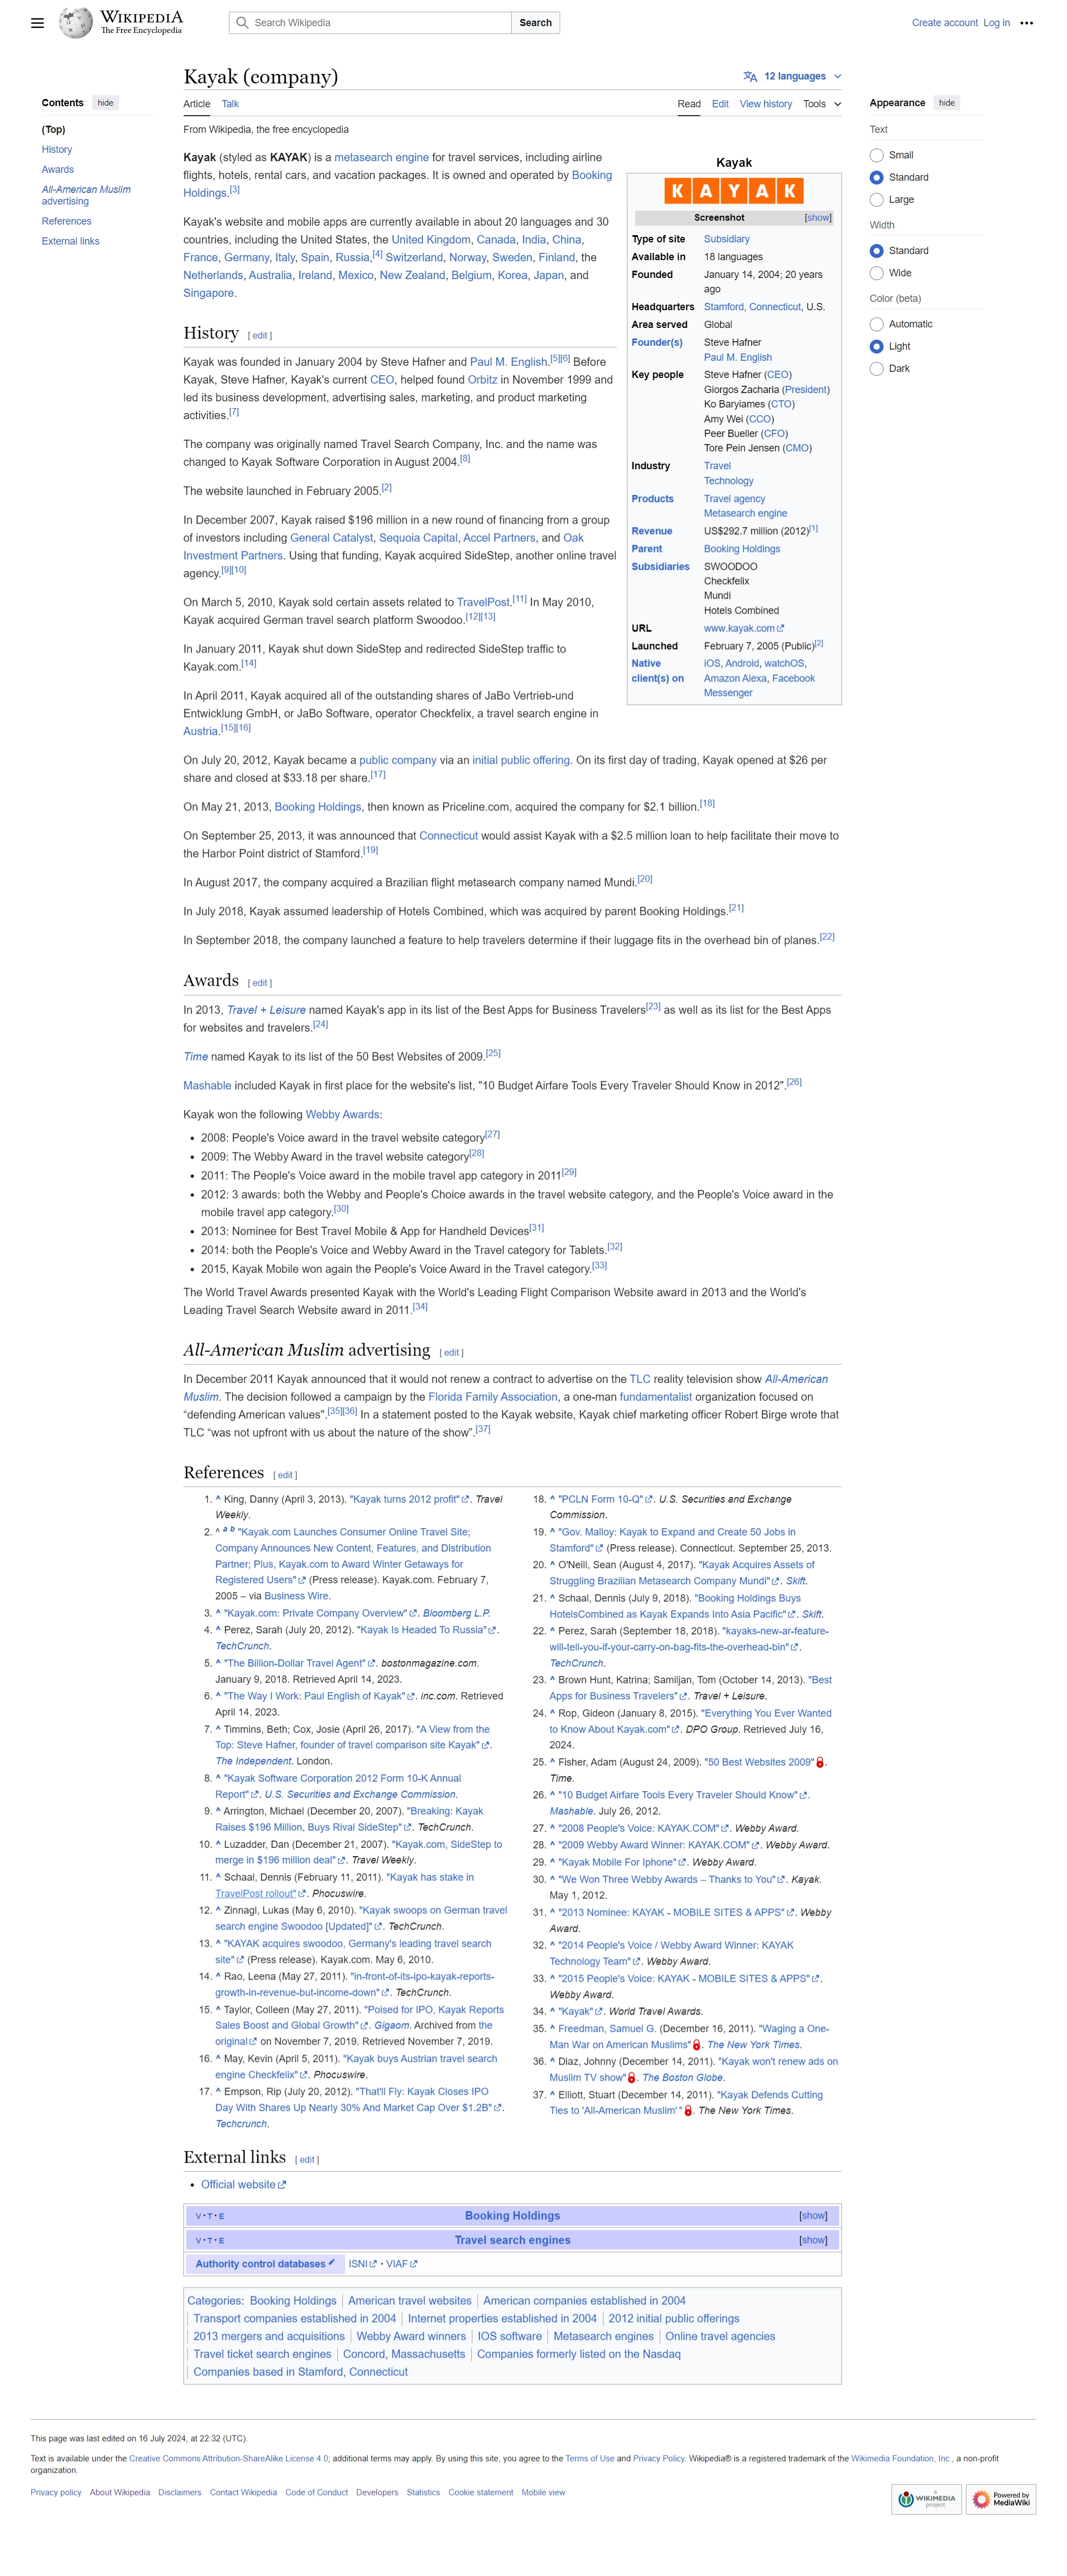 WIKIPEDIA
The Free Encyclopedia
Search Wikipedia
Search
Create account Log in
Kayak (company)
12 languages
Article Talk
Read Edit View history Tools
From Wikipedia, the free encyclopedia
Contents hide
(Top)
History
Awards
All-American Muslim
advertising
References
External links
Appearance hide
Text
Small
Standard
Large
Width
Standard
Wide
Color (beta)
Automatic
Light
Dark
Kayak (styled as KAYAK) is a metasearch engine for travel services, including airline
flights, hotels, rental cars, and vacation packages. It is owned and operated by Booking
Holdings.[3]
Kayak's website and mobile apps are currently available in about 20 languages and 30
countries, including the United States, the United Kingdom, Canada, India, China,
France, Germany, Italy, Spain, Russia,[4] Switzerland, Norway, Sweden, Finland, the
Netherlands, Australia, Ireland, Mexico, New Zealand, Belgium, Korea, Japan, and
Singapore.
Kayak
KAYAK
Screenshot [show]
Type of site Subsidiary
Available in 18 languages
Founded January 14, 2004; 20 years
ago
Headquarters Stamford, Connecticut, U.S.
Area served Global
Founder(s) Steve Hafner
Paul M. English
Key people Steve Hafner (CEO)
Giorgos Zacharia (President)
Ko Baryiames (CTO)
Amy Wei (CCO)
Peer Bueller (CFO)
Tore Pein Jensen (CMO)
Industry Travel
Technology
Products Travel agency
Metasearch engine
Revenue US$292.7 million (2012)[1]
Parent Booking Holdings
Subsidiaries SWOODOO
Checkfelix
Mundi
Hotels Combined
URL www.kayak.com
Launched February 7, 2005 (Public)[2]
Native iOS, Android, watchOS,
client(s) on Amazon Alexa, Facebook
Messenger
History [ edit ]
Kayak was founded in January 2004 by Steve Hafner and Paul M. English.[5][6] Before
Kayak, Steve Hafner, Kayak's current CEO, helped found Orbitz in November 1999 and
led its business development, advertising sales, marketing, and product marketing
activities.[7]
The company was originally named Travel Search Company, Inc. and the name was
changed to Kayak Software Corporation in August 2004.[8]
The website launched in February 2005.[2]
In December 2007, Kayak raised $196 million in a new round of financing from a group
of investors including General Catalyst, Sequoia Capital, Accel Partners, and Oak
Investment Partners. Using that funding, Kayak acquired SideStep, another online travel
agency.[9][10]
On March 5, 2010, Kayak sold certain assets related to TravelPost.[11] In May 2010,
Kayak acquired German travel search platform Swoodoo.[12][13]
In January 2011, Kayak shut down SideStep and redirected SideStep traffic to
Kayak.com.[14]
In April 2011, Kayak acquired all of the outstanding shares of JaBo Vertrieb-und
Entwicklung GmbH, or JaBo Software, operator Checkfelix, a travel search engine in
Austria.[15][16]
On July 20, 2012, Kayak became a public company via an initial public offering. On its first day of trading, Kayak opened at $26 per
share and closed at $33.18 per share.[17]
On May 21, 2013, Booking Holdings, then known as Priceline.com, acquired the company for $2.1 billion.[18]
On September 25, 2013, it was announced that Connecticut would assist Kayak with a $2.5 million loan to help facilitate their move to
the Harbor Point district of Stamford.[19]
In August 2017, the company acquired a Brazilian flight metasearch company named Mundi.[20]
In July 2018, Kayak assumed leadership of Hotels Combined, which was acquired by parent Booking Holdings.[21]
In September 2018, the company launched a feature to help travelers determine if their luggage fits in the overhead bin of planes.[22]
Awards [ edit ]
In 2013, Travel + Leisure named Kayak's app in its list of the Best Apps for Business Travelers[23] as well as its list for the Best Apps
for websites and travelers.[24]
Time named Kayak to its list of the 50 Best Websites of 2009.[25]
Mashable included Kayak in first place for the website's list, "10 Budget Airfare Tools Every Traveler Should Know in 2012".[26]
Kayak won the following Webby Awards:
• 2008: People's Voice award in the travel website category[27]
• 2009: The Webby Award in the travel website category[28]
• 2011: The People's Voice award in the mobile travel app category in 2011[29]
• 2012: 3 awards: both the Webby and People's Choice awards in the travel website category, and the People's Voice award in the
mobile travel app category.[30]
• 2013: Nominee for Best Travel Mobile & App for Handheld Devices[31]
• 2014: both the People's Voice and Webby Award in the Travel category for Tablets.[32]
• 2015, Kayak Mobile won again the People's Voice Award in the Travel category.[33]
The World Travel Awards presented Kayak with the World's Leading Flight Comparison Website award in 2013 and the World's
Leading Travel Search Website award in 2011.[34]
All-American Muslim advertising [ edit ]
In December 2011 Kayak announced that it would not renew a contract to advertise on the TLC reality television show All-American
Muslim. The decision followed a campaign by the Florida Family Association, a one-man fundamentalist organization focused on
“defending American values”.[35][36] In a statement posted to the Kayak website, Kayak chief marketing officer Robert Birge wrote that
TLC “was not upfront with us about the nature of the show”.[37]
References [ edit ]
1. ^ King, Danny (April 3, 2013). "Kayak turns 2012 profit". Travel
Weekly.
2. ^ a b "Kayak.com Launches Consumer Online Travel Site;
Company Announces New Content, Features, and Distribution
Partner; Plus, Kayak.com to Award Winter Getaways for
Registered Users" (Press release). Kayak.com. February 7,
2005 – via Business Wire.
3. ^ "Kayak.com: Private Company Overview". Bloomberg L.P.
4. ^ Perez, Sarah (July 20, 2012). "Kayak Is Headed To Russia".
TechCrunch.
5. ^ "The Billion-Dollar Travel Agent". bostonmagazine.com.
January 9, 2018. Retrieved April 14, 2023.
6. ^ "The Way I Work: Paul English of Kayak". inc.com. Retrieved
April 14, 2023.
7. ^ Timmins, Beth; Cox, Josie (April 26, 2017). "A View from the
Top: Steve Hafner, founder of travel comparison site Kayak".
The Independent. London.
8. ^ "Kayak Software Corporation 2012 Form 10-K Annual
Report". U.S. Securities and Exchange Commission.
9. ^ Arrington, Michael (December 20, 2007). "Breaking: Kayak
Raises $196 Million, Buys Rival SideStep". TechCrunch.
10. ^ Luzadder, Dan (December 21, 2007). "Kayak.com, SideStep to
merge in $196 million deal". Travel Weekly.
11. ^ Schaal, Dennis (February 11, 2011). "Kayak has stake in
TravelPost rollout". Phocuswire.
12. ^ Zinnagl, Lukas (May 6, 2010). "Kayak swoops on German travel
search engine Swoodoo [Updated]". TechCrunch.
13. ^ "KAYAK acquires swoodoo, Germany's leading travel search
site" (Press release). Kayak.com. May 6, 2010.
14. ^ Rao, Leena (May 27, 2011). "in-front-of-its-ipo-kayak-reports-
growth-in-revenue-but-income-down". TechCrunch.
15. ^ Taylor, Colleen (May 27, 2011). "Poised for IPO, Kayak Reports
Sales Boost and Global Growth". Gigaom. Archived from the
original on November 7, 2019. Retrieved November 7, 2019.
16. ^ May, Kevin (April 5, 2011). "Kayak buys Austrian travel search
engine Checkfelix". Phocuswire.
17. ^ Empson, Rip (July 20, 2012). "That'll Fly: Kayak Closes IPO
Day With Shares Up Nearly 30% And Market Cap Over $1.2B".
Techcrunch.
18. ^ "PCLN Form 10-Q". U.S. Securities and Exchange
Commission.
19. ^ "Gov. Malloy: Kayak to Expand and Create 50 Jobs in
Stamford" (Press release). Connecticut. September 25, 2013.
20. ^ O'Neill, Sean (August 4, 2017). "Kayak Acquires Assets of
Struggling Brazilian Metasearch Company Mundi". Skift.
21. ^ Schaal, Dennis (July 9, 2018). "Booking Holdings Buys
HotelsCombined as Kayak Expands Into Asia Pacific". Skift.
22. ^ Perez, Sarah (September 18, 2018). "kayaks-new-ar-feature-
will-tell-you-if-your-carry-on-bag-fits-the-overhead-bin".
TechCrunch.
23. ^ Brown Hunt, Katrina; Samiljan, Tom (October 14, 2013). "Best
Apps for Business Travelers". Travel + Leisure.
24. ^ Rop, Gideon (January 8, 2015). "Everything You Ever Wanted
to Know About Kayak.com". DPO Group. Retrieved July 16,
2024.
25. ^ Fisher, Adam (August 24, 2009). "50 Best Websites 2009".
Time.
26. ^ "10 Budget Airfare Tools Every Traveler Should Know".
Mashable. July 26, 2012.
27. ^ "2008 People's Voice: KAYAK.COM". Webby Award.
28. ^ "2009 Webby Award Winner: KAYAK.COM". Webby Award.
29. ^ "Kayak Mobile For Iphone". Webby Award.
30. ^ "We Won Three Webby Awards – Thanks to You". Kayak.
May 1, 2012.
31. ^ "2013 Nominee: KAYAK - MOBILE SITES & APPS". Webby
Award.
32. ^ "2014 People's Voice / Webby Award Winner: KAYAK
Technology Team". Webby Award.
33. ^ "2015 People's Voice: KAYAK - MOBILE SITES & APPS".
Webby Award.
34. ^ "Kayak". World Travel Awards.
35. ^ Freedman, Samuel G. (December 16, 2011). "Waging a One-
Man War on American Muslims". The New York Times.
36. ^ Diaz, Johnny (December 14, 2011). "Kayak won't renew ads on
Muslim TV show". The Boston Globe.
37. ^ Elliott, Stuart (December 14, 2011). "Kayak Defends Cutting
Ties to 'All-American Muslim' ". The New York Times.
External links [ edit ]
• Official website
V · T · E Booking Holdings [show]
V · T · E Travel search engines [show]
Authority control databases ISNI · VIAF
Categories: Booking Holdings | American travel websites | American companies established in 2004
| Transport companies established in 2004 | Internet properties established in 2004 | 2012 initial public offerings
| 2013 mergers and acquisitions | Webby Award winners | IOS software | Metasearch engines | Online travel agencies
| Travel ticket search engines | Concord, Massachusetts | Companies formerly listed on the Nasdaq
| Companies based in Stamford, Connecticut
This page was last edited on 16 July 2024, at 22:32 (UTC).
Text is available under the Creative Commons Attribution-ShareAlike License 4.0; additional terms may apply. By using this site, you agree to the Terms of Use and Privacy Policy. Wikipedia® is a registered trademark of the Wikimedia Foundation, Inc., a non-profit
organization.
Privacy policy About Wikipedia Disclaimers Contact Wikipedia Code of Conduct Developers Statistics Cookie statement Mobile view
A
WIKIMEDIA
project
Powered by
MediaWiki